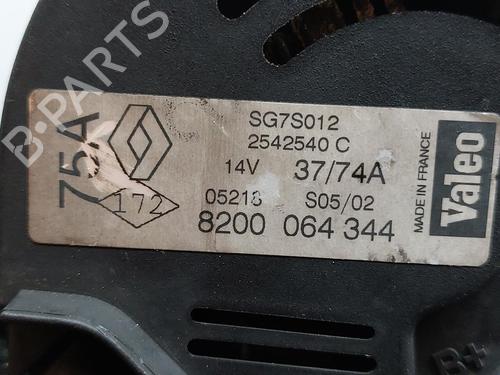 75A
172
SG7S012
2542540 C
14V 37/74A
05218 S05/02
8200 064 344
MADE IN FRANCE
Valeo
B+
B-PARTS